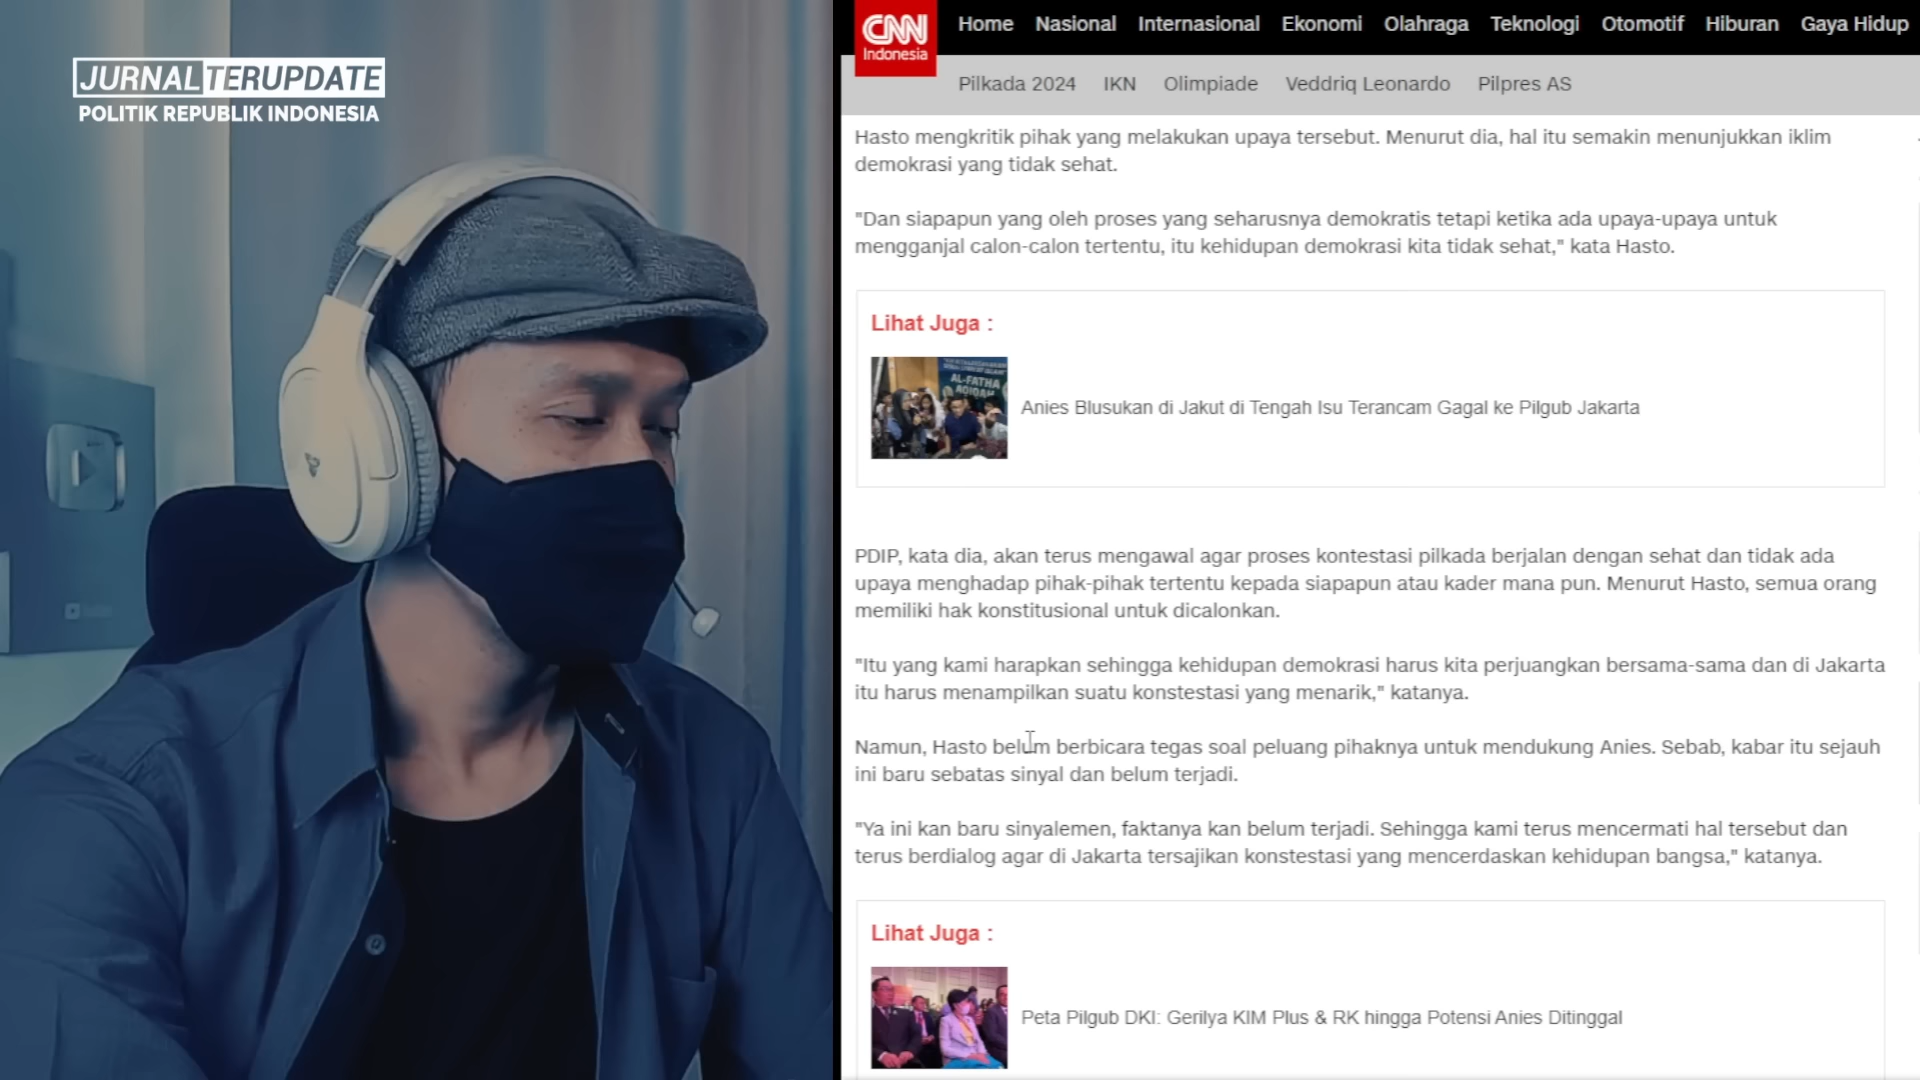 JURNALTERUPDATE
POLITIK REPUBLIK INDONESIA
CNN
Indonesia
Home Nasional Internasional Ekonomi Olahraga Teknologi Otomotif Hiburan Gaya Hidup
Pilkada 2024 IKN Olimpiade Veddriq Leonardo Pilpres AS
Hasto mengkritik pihak yang melakukan upaya tersebut. Menurut dia, hal itu semakin menunjukkan iklim
demokrasi yang tidak sehat.
"Dan siapapun yang oleh proses yang seharusnya demokratis tetapi ketika ada upaya-upaya untuk
mengganjal calon-calon tertentu, itu kehidupan demokrasi kita tidak sehat," kata Hasto.
Lihat Juga :
AL-FATHA
AQIQAH
Anies Blusukan di Jakut di Tengah Isu Terancam Gagal ke Pilgub Jakarta
PDIP, kata dia, akan terus mengawal agar proses kontestasi pilkada berjalan dengan sehat dan tidak ada
upaya menghadap pihak-pihak tertentu kepada siapapun atau kader mana pun. Menurut Hasto, semua orang
memiliki hak konstitusional untuk dicalonkan.
"Itu yang kami harapkan sehingga kehidupan demokrasi harus kita perjuangkan bersama-sama dan di Jakarta
itu harus menampilkan suatu konstestasi yang menarik," katanya.
Namun, Hasto belum berbicara tegas soal peluang pihaknya untuk mendukung Anies. Sebab, kabar itu sejauh
ini baru sebatas sinyal dan belum terjadi.
"Ya ini kan baru sinyalemen, faktanya kan belum terjadi. Sehingga kami terus mencermati hal tersebut dan
terus berdialog agar di Jakarta tersajikan konstestasi yang mencerdaskan kehidupan bangsa," katanya.
Lihat Juga :
Peta Pilgub DKI: Gerilya KIM Plus & RK hingga Potensi Anies Ditinggal